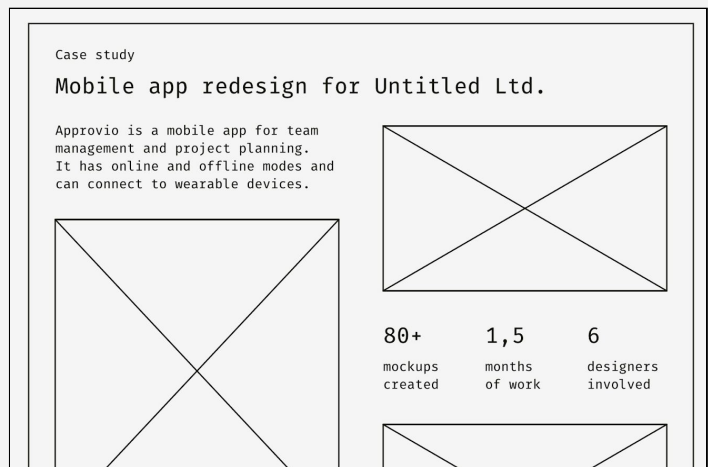 Case study
Mobile app redesign for Untitled Ltd.
Approvio is a mobile app for team
management and project planning.
It has online and offline modes and
can connect to wearable devices.
80+
mockups
created
1,5
months
of work
6
designers
involved